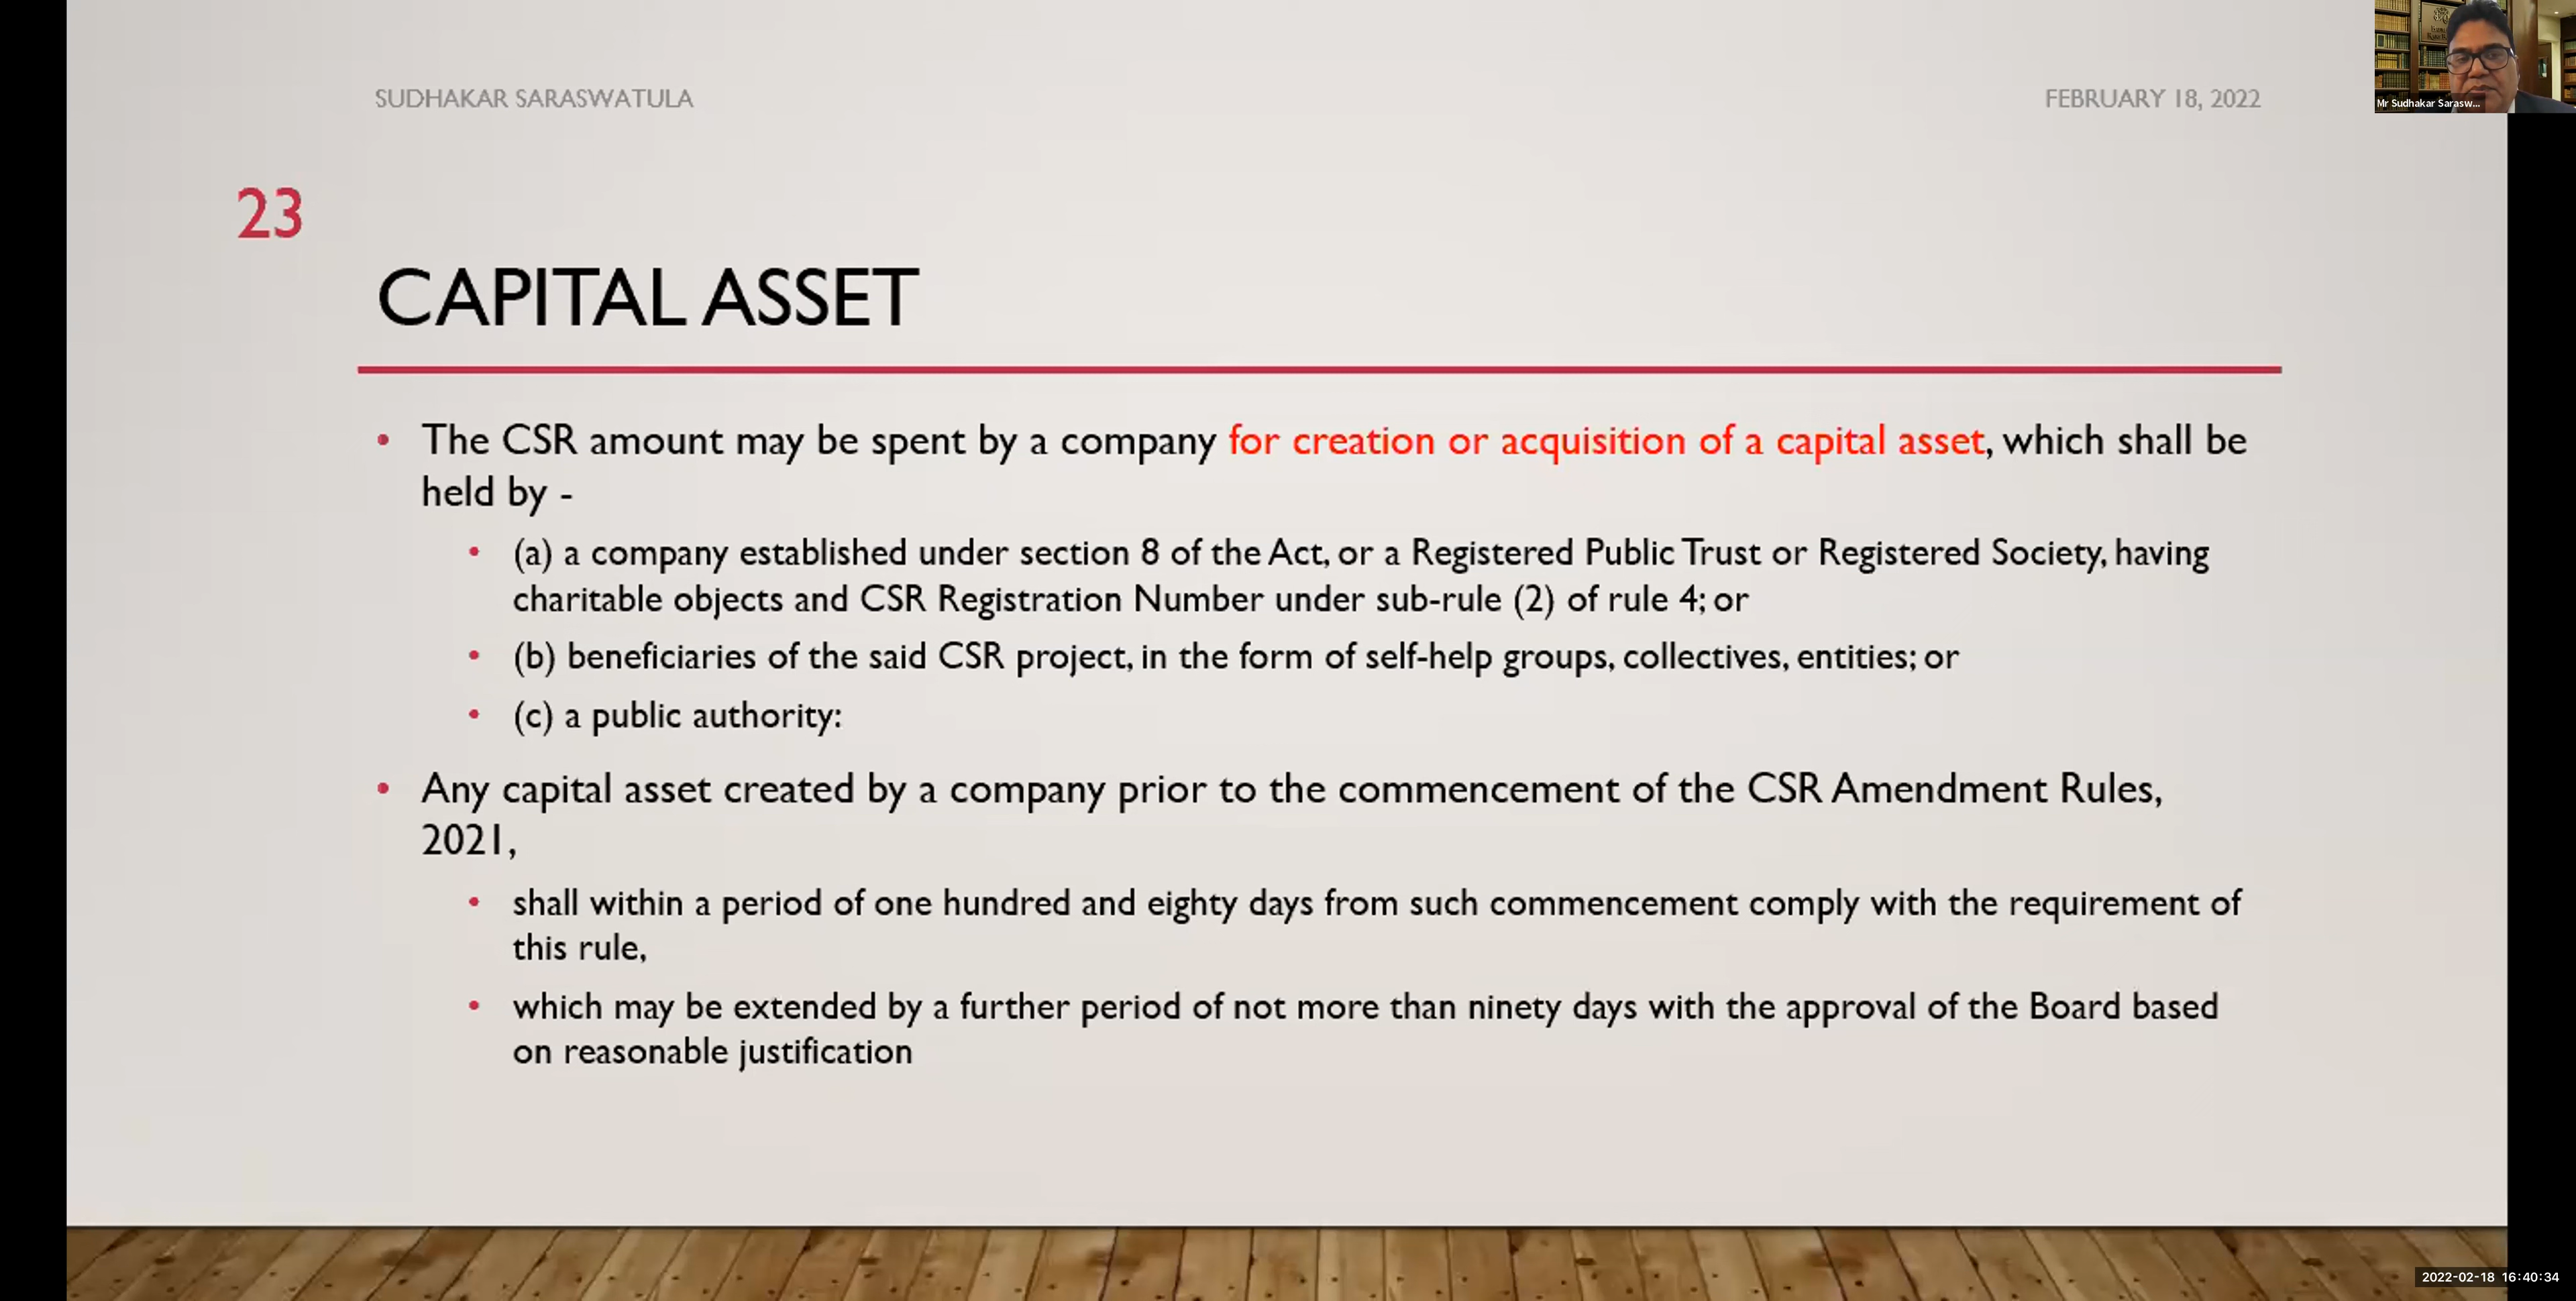 SUDHAKAR SARASWATULA
FEBRUARY 18, 2022
Mr Sudhakar Sarasw...
23
CAPITAL ASSET
• The CSR amount may be spent by a company for creation or acquisition of a capital asset, which shall be
held by -
• (a) a company established under section 8 of the Act, or a Registered Public Trust or Registered Society, having
charitable objects and CSR Registration Number under sub-rule (2) of rule 4; or
• (b) beneficiaries of the said CSR project, in the form of self-help groups, collectives, entities; or
• (c) a public authority:
• Any capital asset created by a company prior to the commencement of the CSR Amendment Rules,
2021,
• shall within a period of one hundred and eighty days from such commencement comply with the requirement of
this rule,
• which may be extended by a further period of not more than ninety days with the approval of the Board based
on reasonable justification
2022-02-18 16:40:34